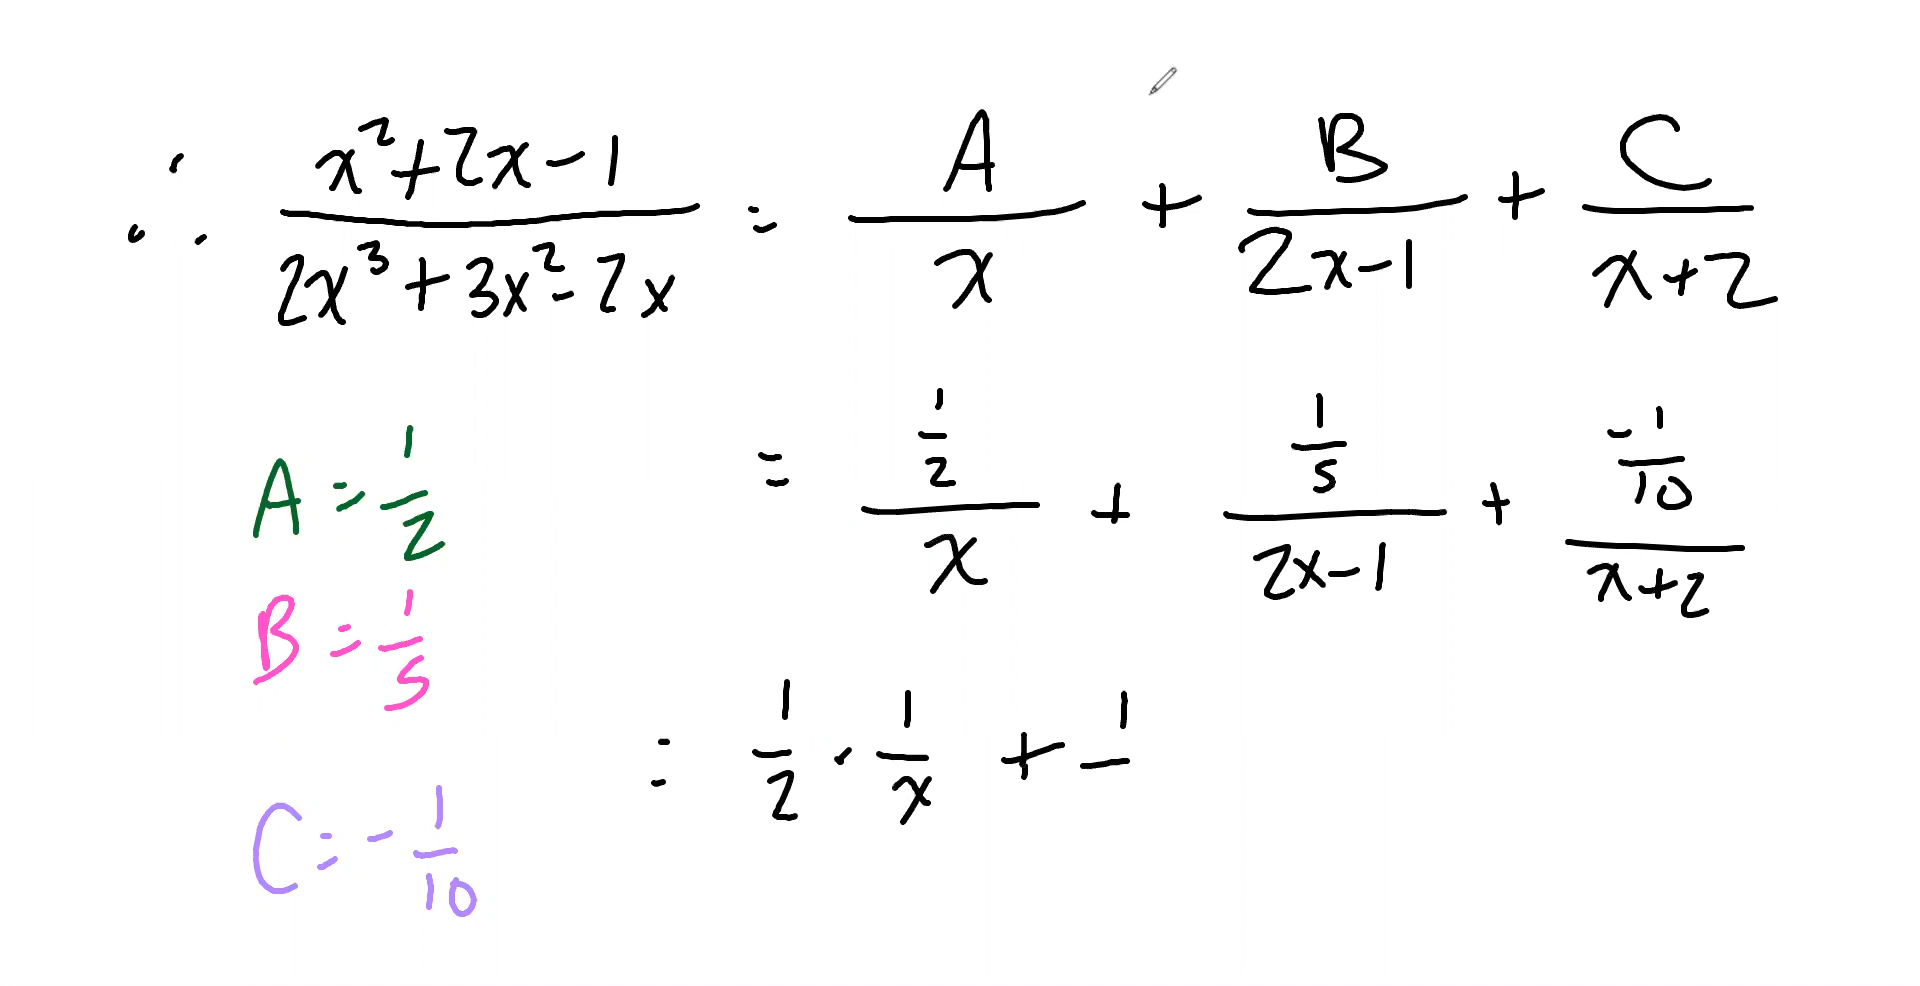 ∴ (x² + 2x - 1)/(2x³ + 3x² - 2x) = A/x + B/(2x-1) + C/(x+2)
= (1/2)/x + (1/5)/(2x-1) + (-1/10)/(x+2)
A = 1/2
B = 1/5
= 1/2 · 1/x + 1/
C = -1/10